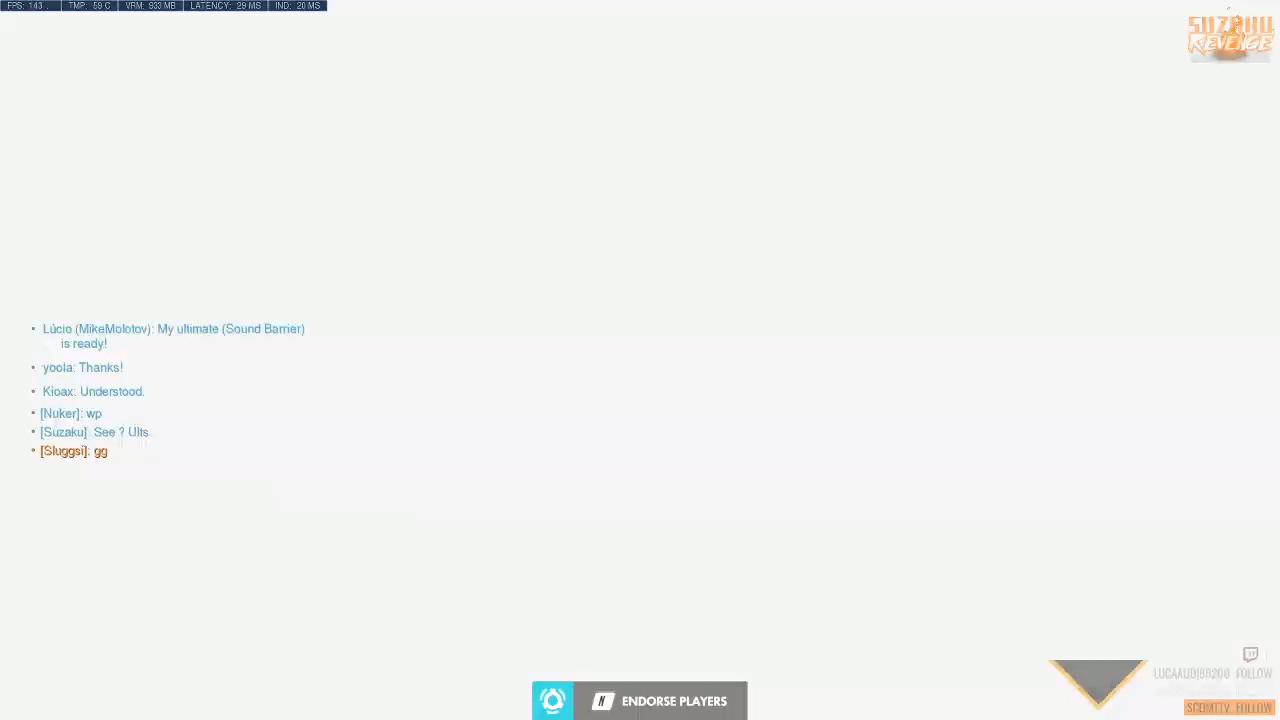 FPS: 143 TMP: 59 C VRM: 933 MB LATENCY: 29 MS IND: 20 MS
SUZAKU
REVENGE
• Lúcio (MikeMolotov): My ultimate (Sound Barrier)
is ready!
• yoola: Thanks!
• Kioax: Understood.
• [Nuker]: wp
• [Suzaku]: See ? Ults.
• [Sluggsi]: gg
FOLLOW
SCOMTTV FOLLOW
N ENDORSE PLAYERS